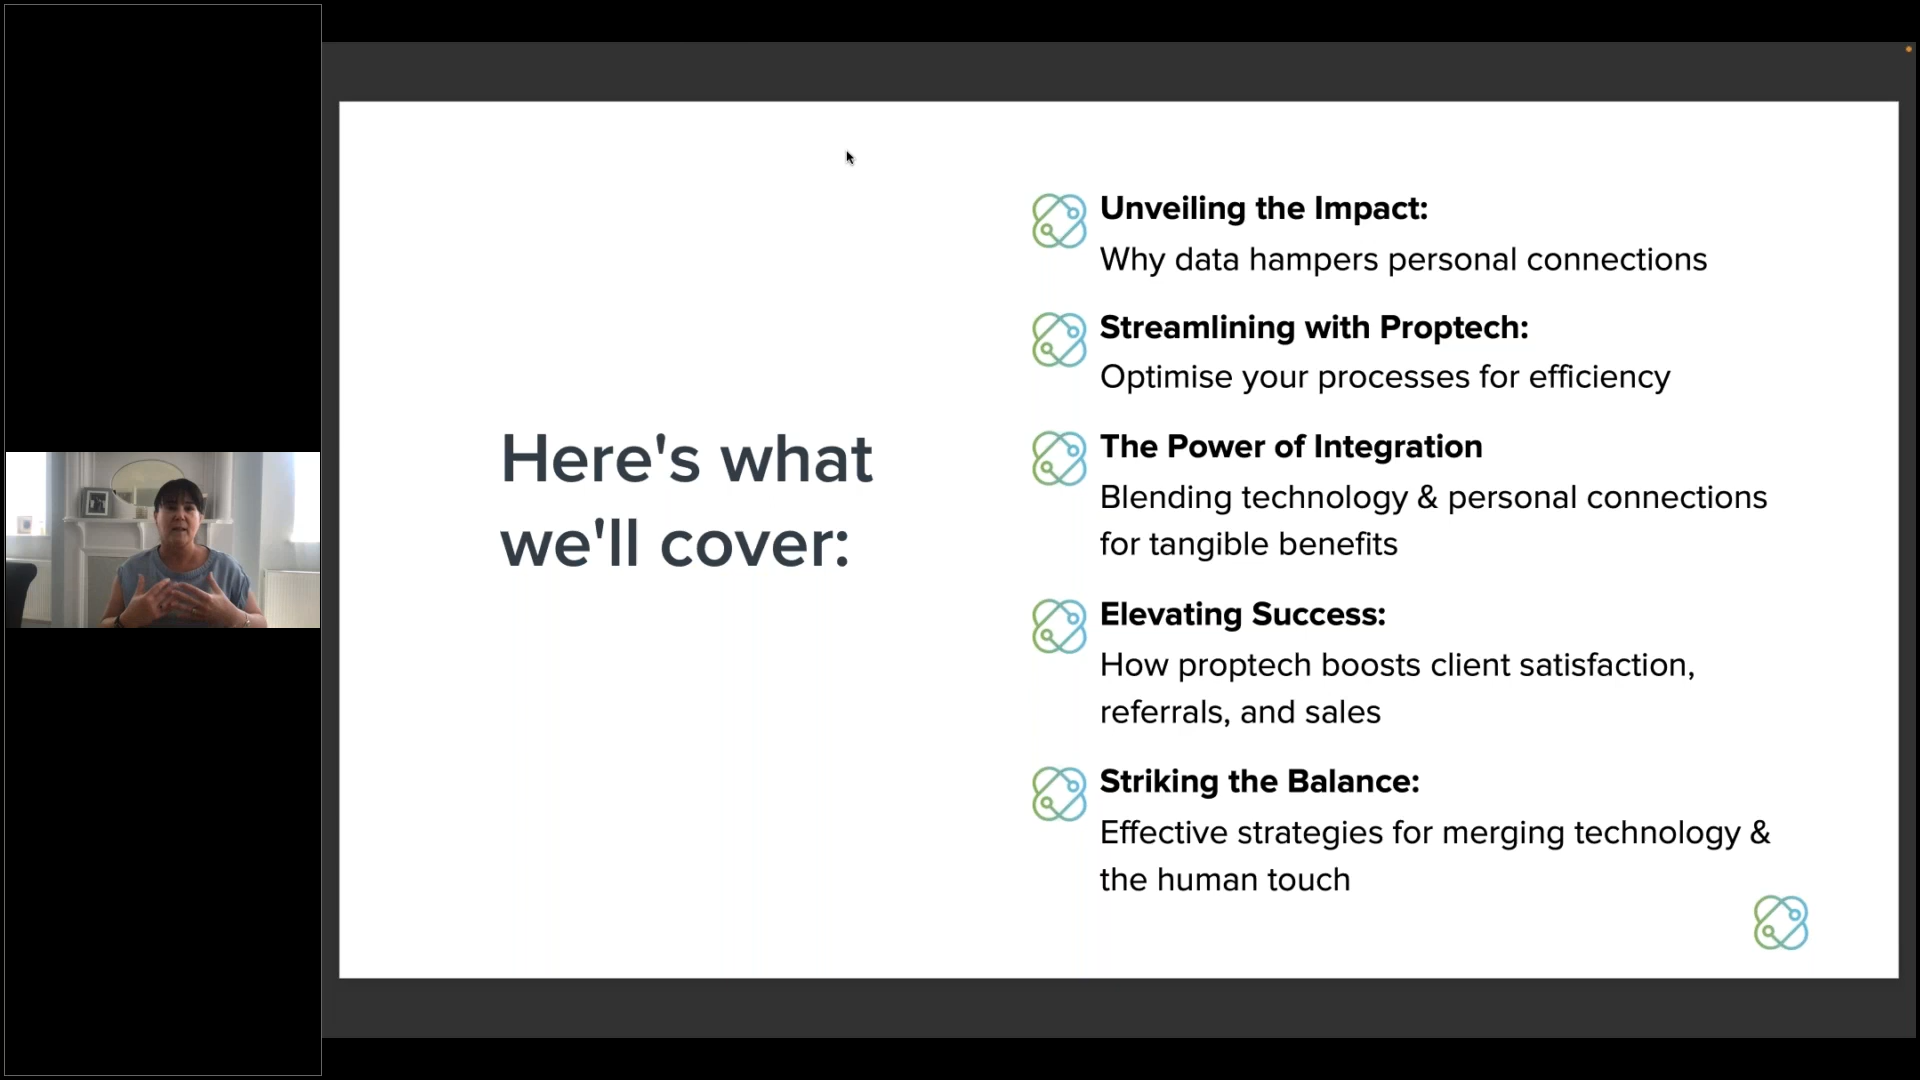 Here's what
we'll cover:
Unveiling the Impact:
Why data hampers personal connections
Streamlining with Proptech:
Optimise your processes for efficiency
The Power of Integration
Blending technology & personal connections
for tangible benefits
Elevating Success:
How proptech boosts client satisfaction,
referrals, and sales
Striking the Balance:
Effective strategies for merging technology &
the human touch